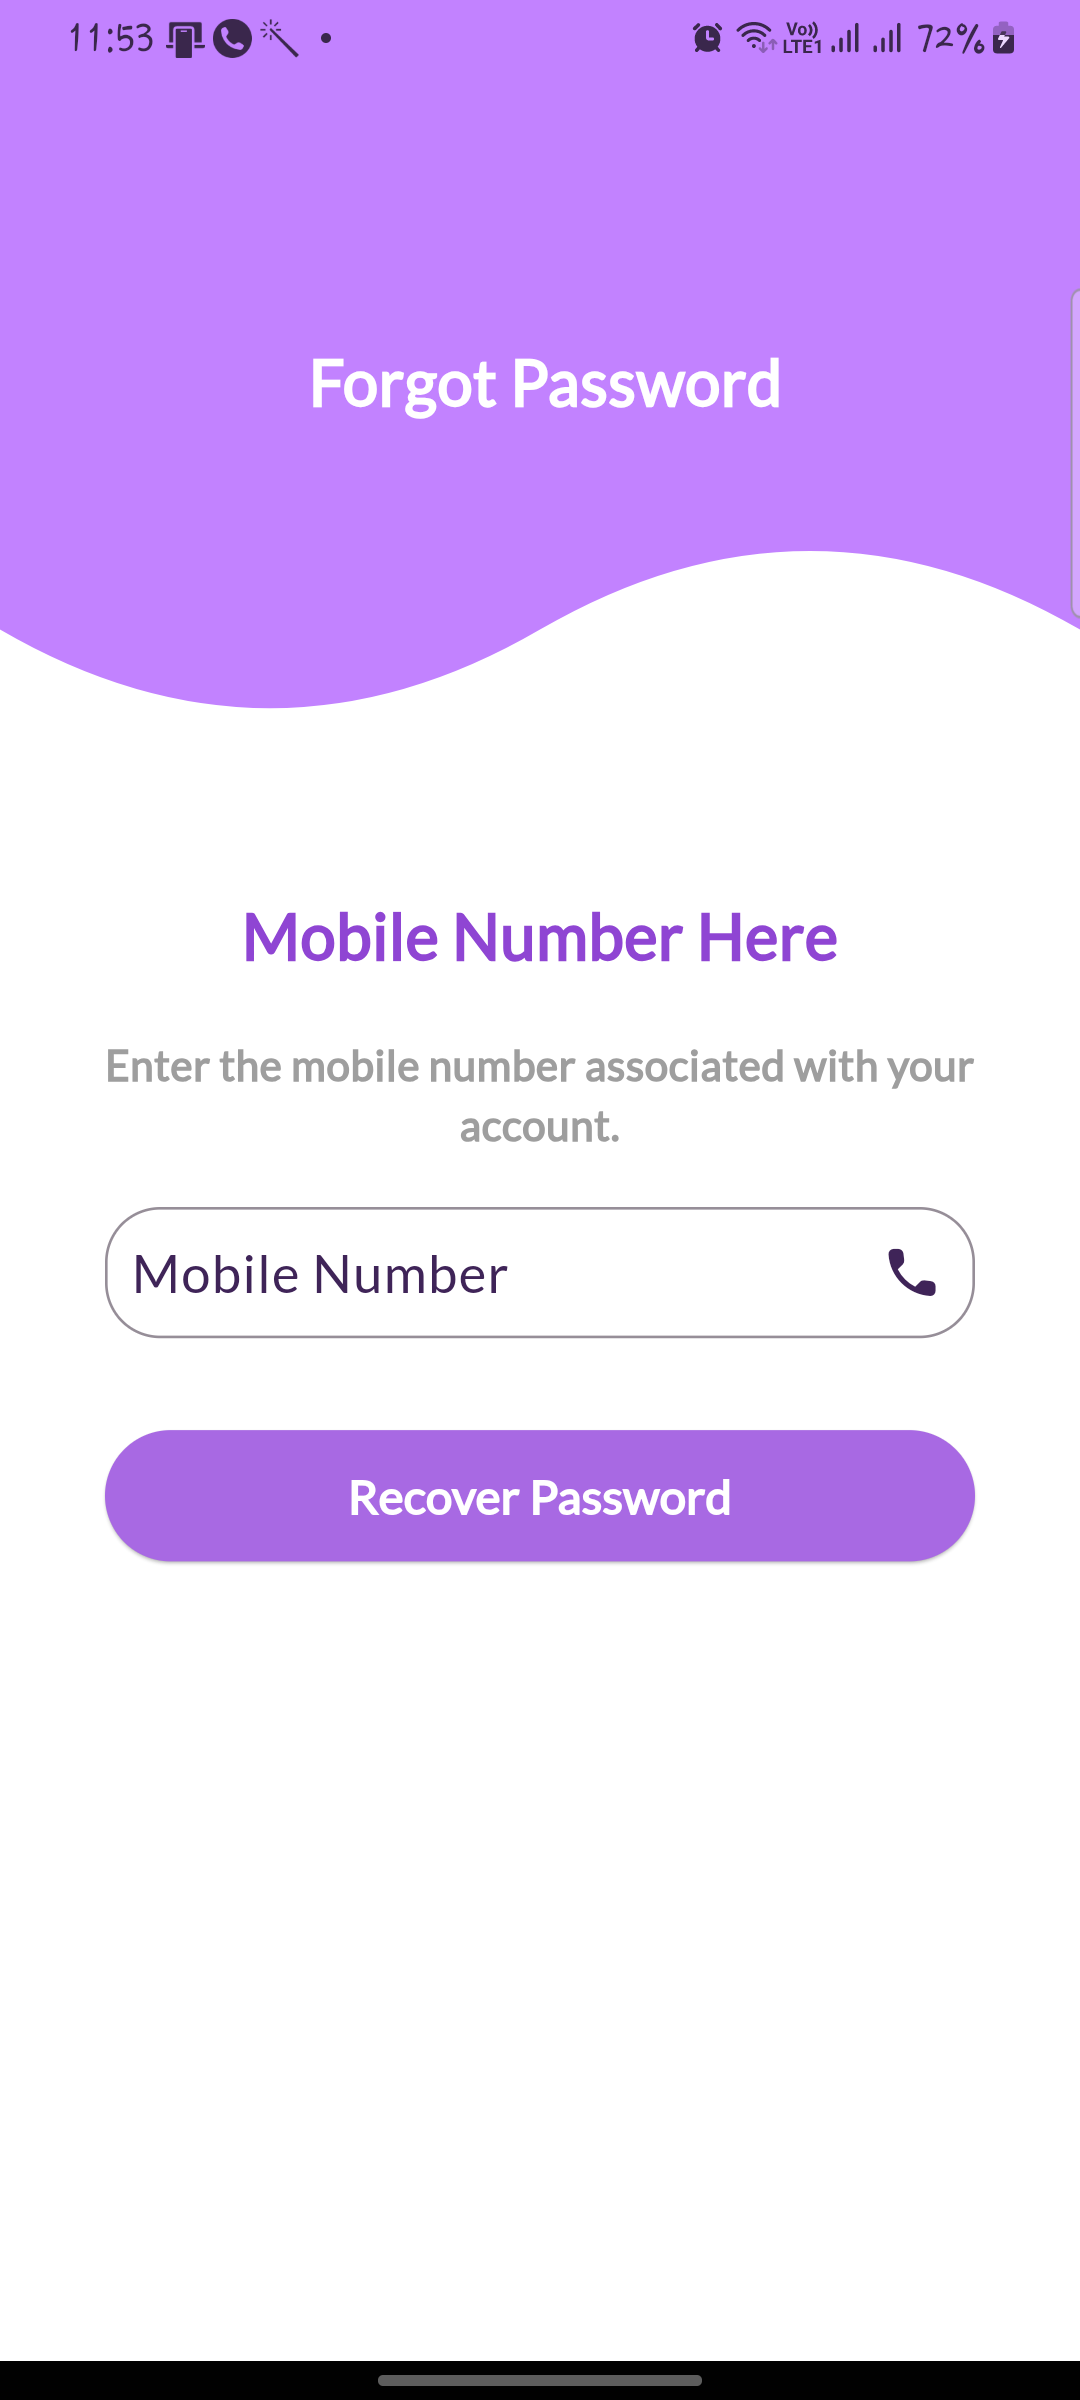 11:53
Vo)) LTE1 72%
Forgot Password
Mobile Number Here
Enter the mobile number associated with your
account.
Mobile Number
Recover Password